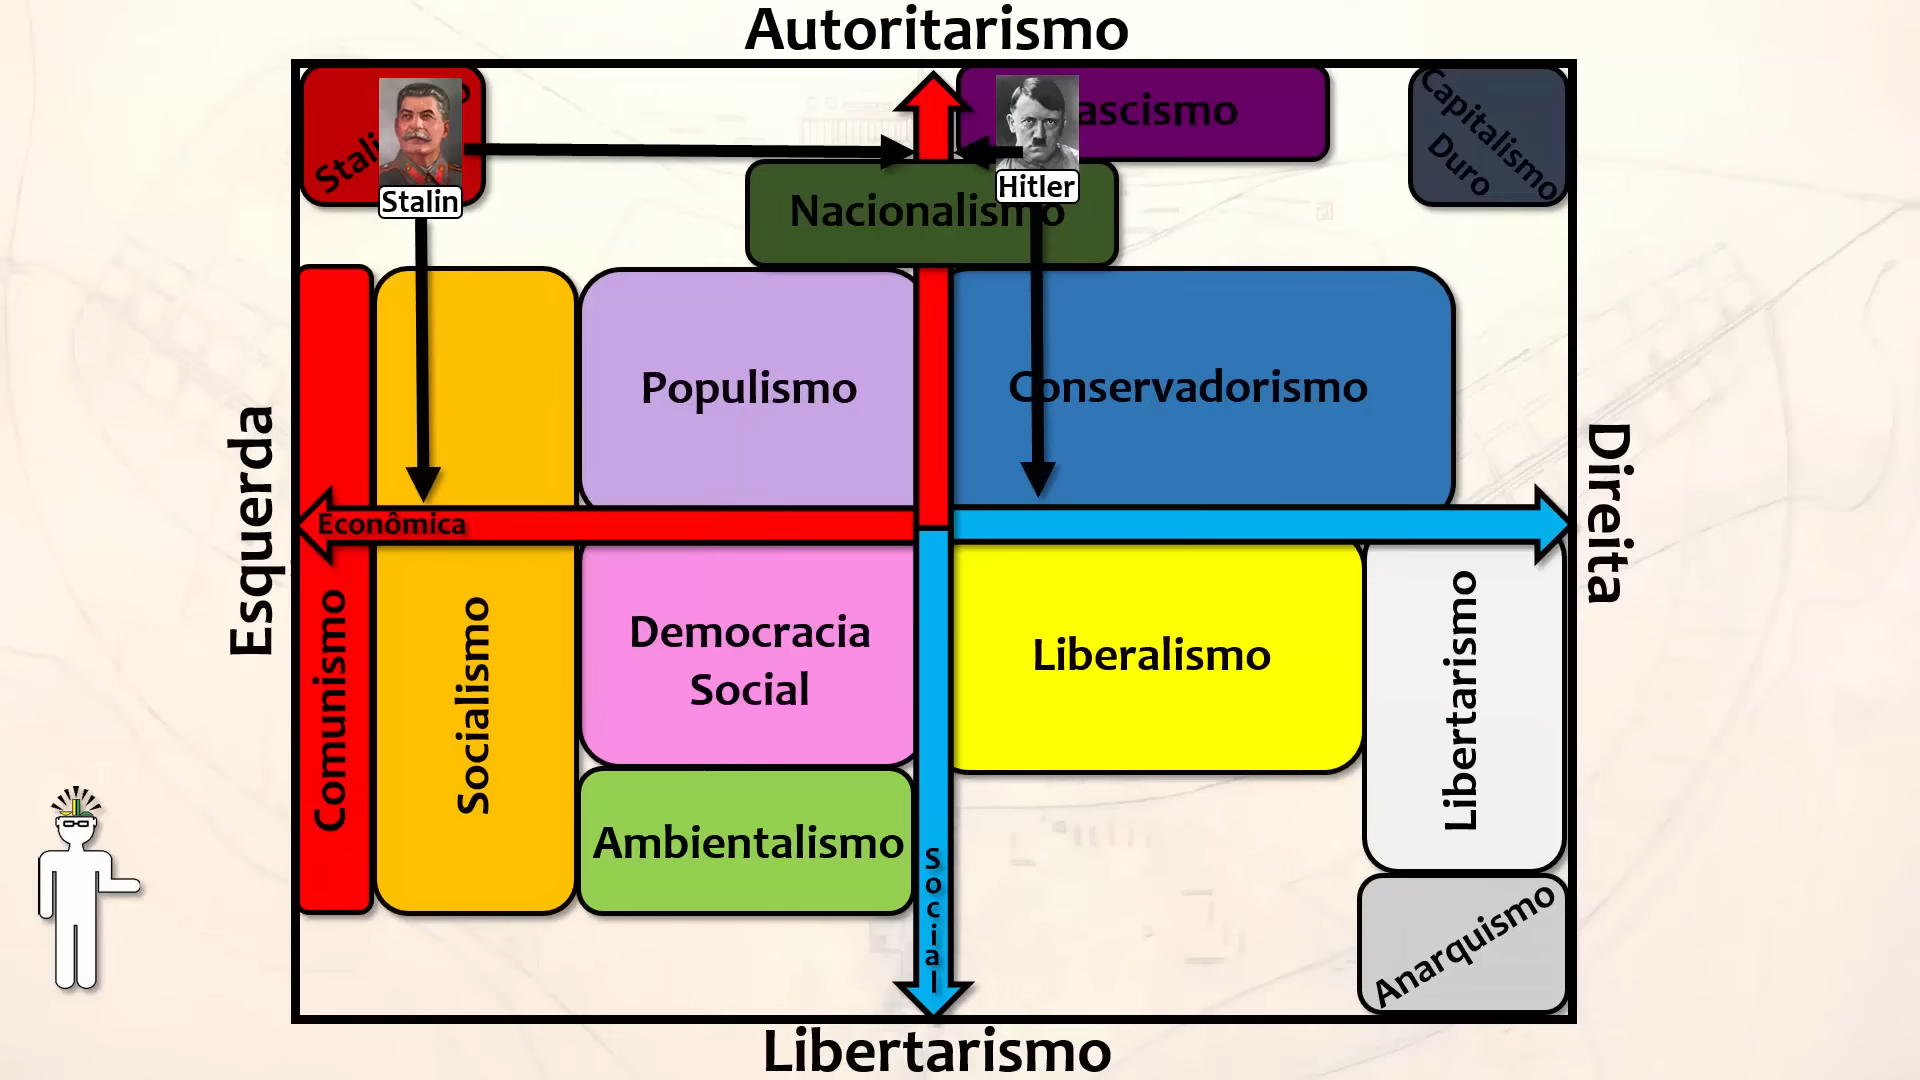 Autoritarismo
Stali
o
Stalin
ascismo
Hitler
Capitalismo
Duro
Nacionalismo
Populismo
Conservadorismo
Esquerda
Direita
Econômica
Comunismo
Socialismo
Democracia
Social
Liberalismo
Libertarismo
Ambientalismo
Social
Anarquismo
Libertarismo